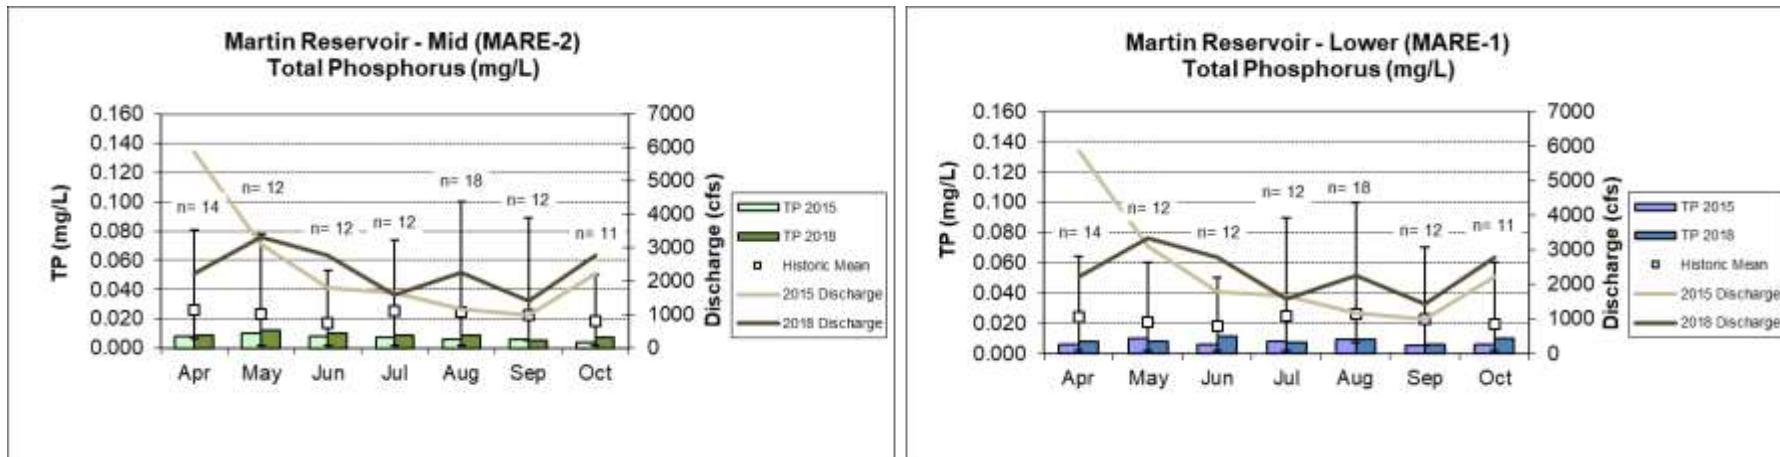 Martin Reservoir - Mid (MARE-2)
Total Phosphorus (mg/L)
TP (mg/L)
0.160
0.140
0.120
0.100
0.080
0.060
0.040
0.020
0.000
7000
6000
5000
4000
3000
2000
1000
0
Discharge (cfs)
n= 14
n= 12
n= 12
n= 12
n= 18
n= 12
n= 11
Apr May Jun Jul Aug Sep Oct
TP 2015
TP 2018
Historic Mean
2015 Discharge
2018 Discharge
Martin Reservoir - Lower (MARE-1)
Total Phosphorus (mg/L)
TP (mg/L)
0.160
0.140
0.120
0.100
0.080
0.060
0.040
0.020
0.000
7000
6000
5000
4000
3000
2000
1000
0
Discharge (cfs)
n= 14
n= 12
n= 12
n= 12
n= 18
n= 12
n= 11
Apr May Jun Jul Aug Sep Oct
TP 2015
TP 2018
Historic Mean
2015 Discharge
2018 Discharge